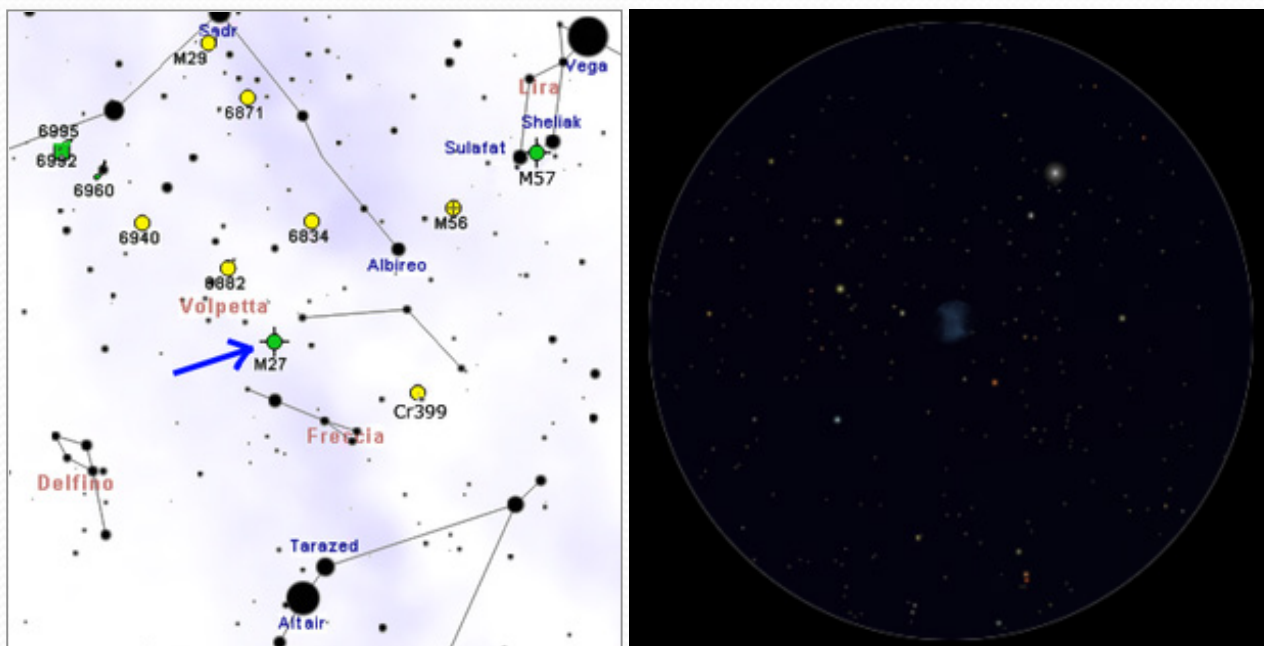 Sadr
M29
Vega
Lira
6871
Sheliak
6995
6992
Sulafat
M57
6960
M56
6940
6834
Albireo
6882
Volpetta
M27
Cr399
Freccia
Delfino
Tarazed
Altair